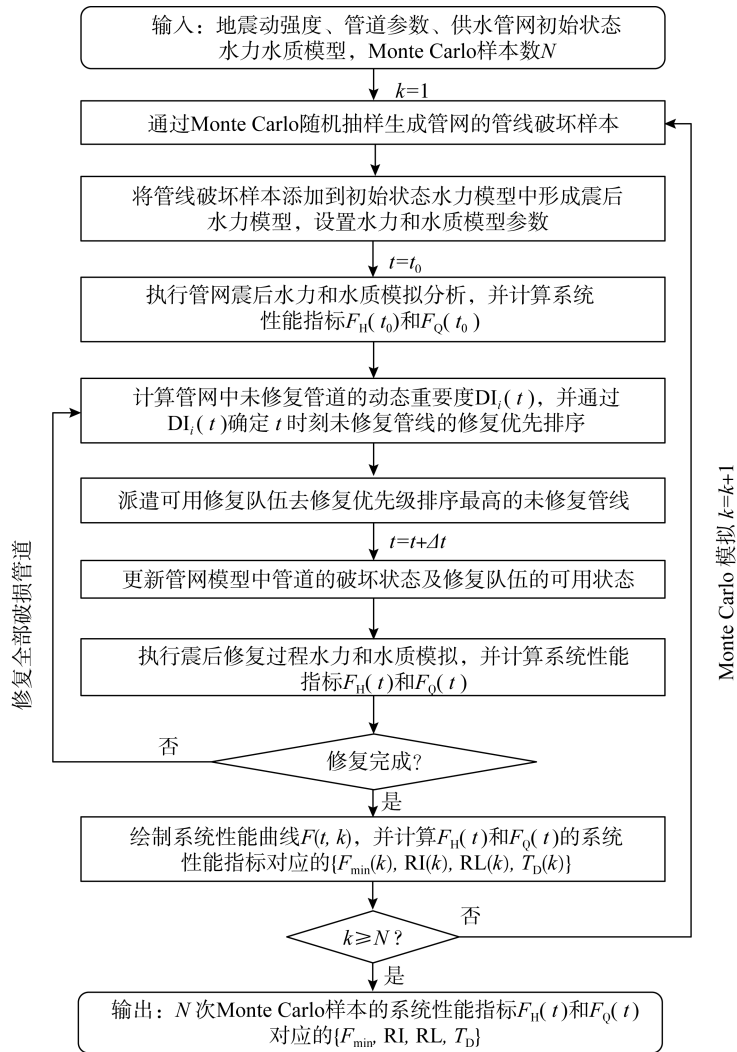 输入：地震动强度、管道参数、供水管网初始状态
水力水质模型，Monte Carlo样本数N
k=1
通过Monte Carlo随机抽样生成管网的管线破坏样本
将管线破坏样本添加到初始状态水力模型中形成震后
水力模型，设置水力和水质模型参数
t=t₀
执行管网震后水力和水质模拟分析，并计算系统
性能指标F_H(t₀)和F_Q(t₀)
计算管网中未修复管道的动态重要度DI_i(t)，并通过
DI_i(t)确定 t 时刻未修复管线的修复优先排序
派遣可用修复队伍去修复优先级排序最高的未修复管线
t=t+Δt
更新管网模型中管道的破坏状态及修复队伍的可用状态
执行震后修复过程水力和水质模拟，并计算系统性能
指标F_H(t)和F_Q(t)
修复全部破损管道
否
修复完成？
是
绘制系统性能曲线F(t, k)，并计算F_H(t)和F_Q(t)的系统
性能指标对应的{F_min(k), RI(k), RL(k), T_D(k)}
否
k≥N？
Monte Carlo 模拟 k=k+1
是
输出：N 次Monte Carlo样本的系统性能指标F_H(t)和F_Q(t)
对应的{F_min, RI, RL, T_D}